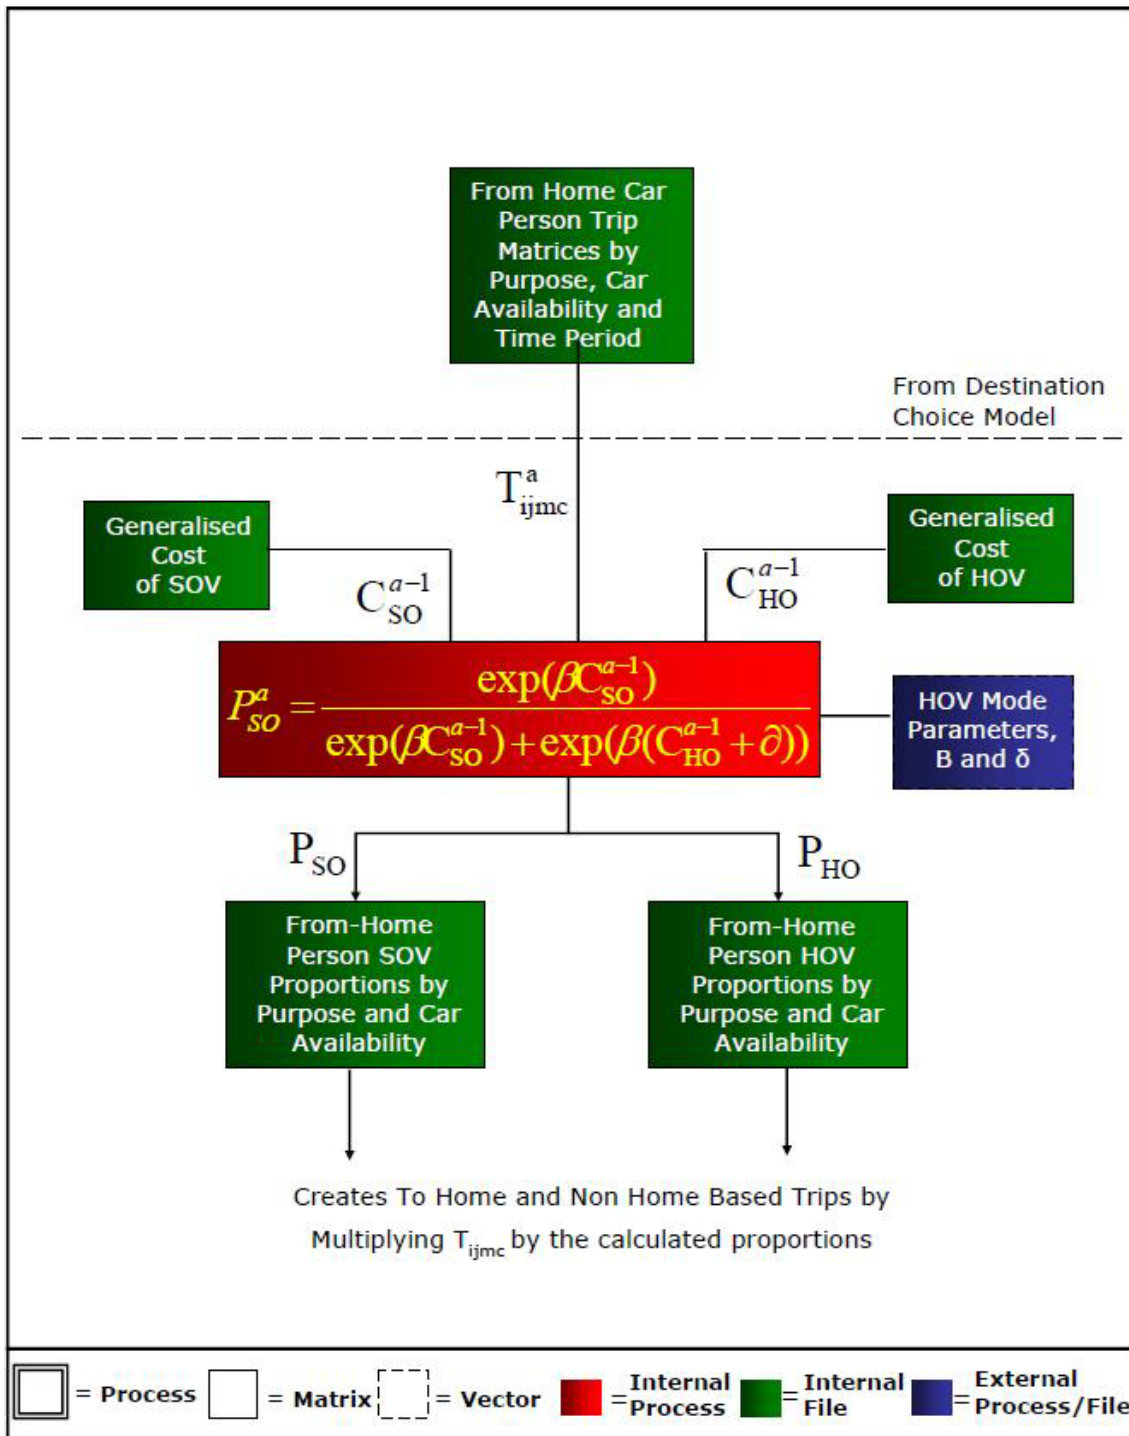 From Home Car
Person Trip
Matrices by
Purpose, Car
Availability and
Time Period
From Destination
Choice Model
T^a_ijmc
Generalised
Cost
of SOV
C^{a-1}_SO
Generalised
Cost
of HOV
C^{a-1}_HO
P^a_SO = exp(βC^{a-1}_SO) / (exp(βC^{a-1}_SO)+exp(β(C^{a-1}_HO+∂)))
HOV Mode
Parameters,
B and δ
P_SO
P_HO
From-Home
Person SOV
Proportions by
Purpose and Car
Availability
From-Home
Person HOV
Proportions by
Purpose and Car
Availability
Creates To Home and Non Home Based Trips by
Multiplying T_ijmc by the calculated proportions
= Process
= Matrix
= Vector
= Internal
Process
= Internal
File
= External
Process/File